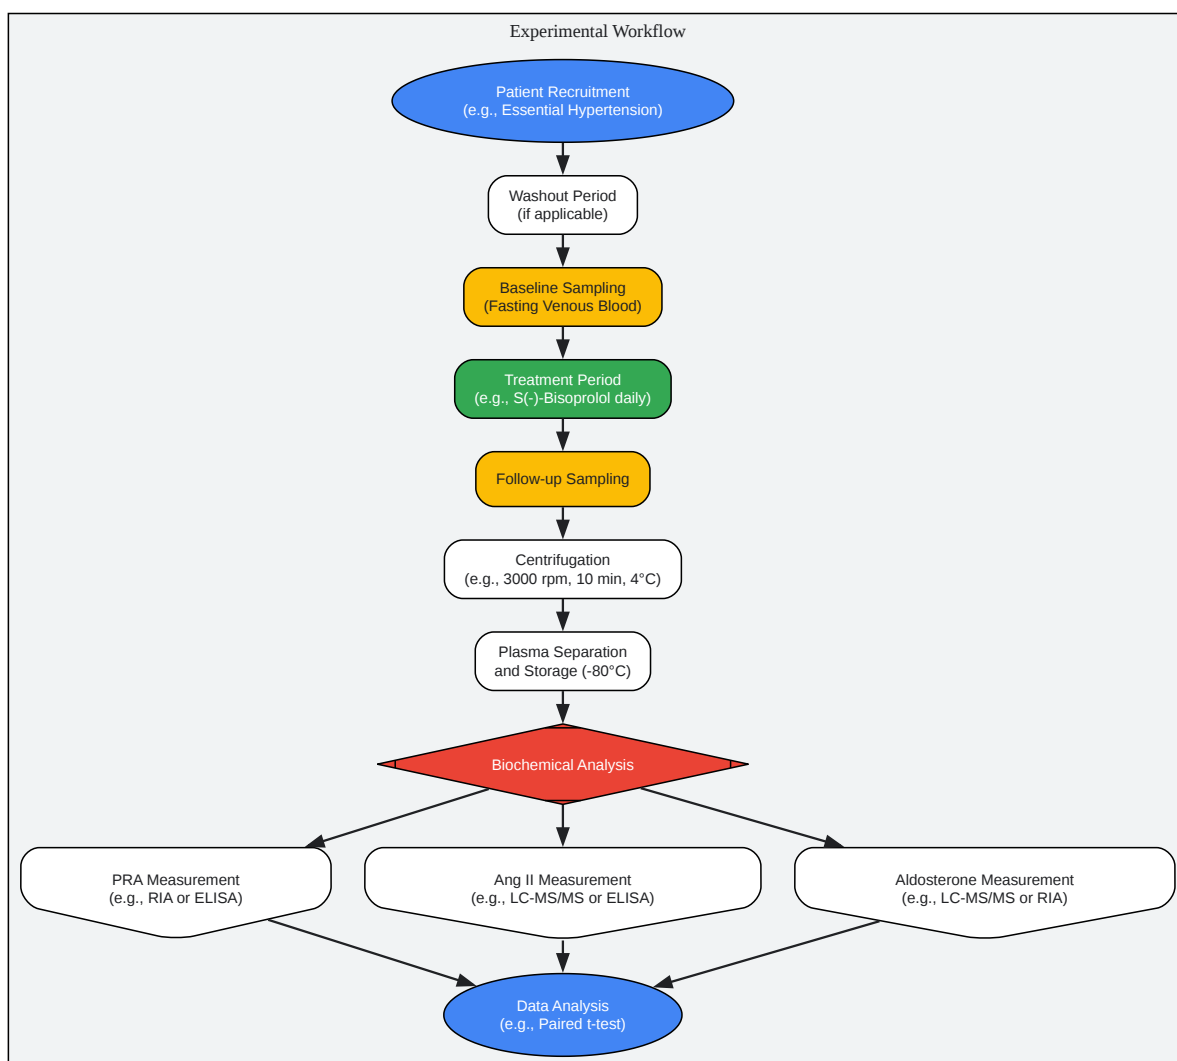 Experimental Workflow
Patient Recruitment
(e.g., Essential Hypertension)
Washout Period
(if applicable)
Baseline Sampling
(Fasting Venous Blood)
Treatment Period
(e.g., S(-)-Bisoprolol daily)
Follow-up Sampling
Centrifugation
(e.g., 3000 rpm, 10 min, 4°C)
Plasma Separation
and Storage (-80°C)
Biochemical Analysis
PRA Measurement
(e.g., RIA or ELISA)
Ang II Measurement
(e.g., LC-MS/MS or ELISA)
Aldosterone Measurement
(e.g., LC-MS/MS or RIA)
Data Analysis
(e.g., Paired t-test)